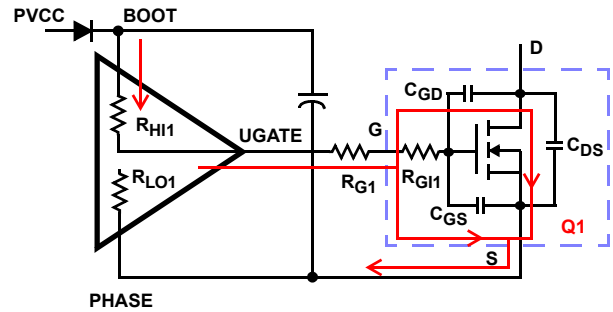 PVCC
BOOT
D
C_GD
R_HI1
UGATE
G
C_DS
R_LO1
R_G1
R_GI1
C_GS
Q1
S
PHASE